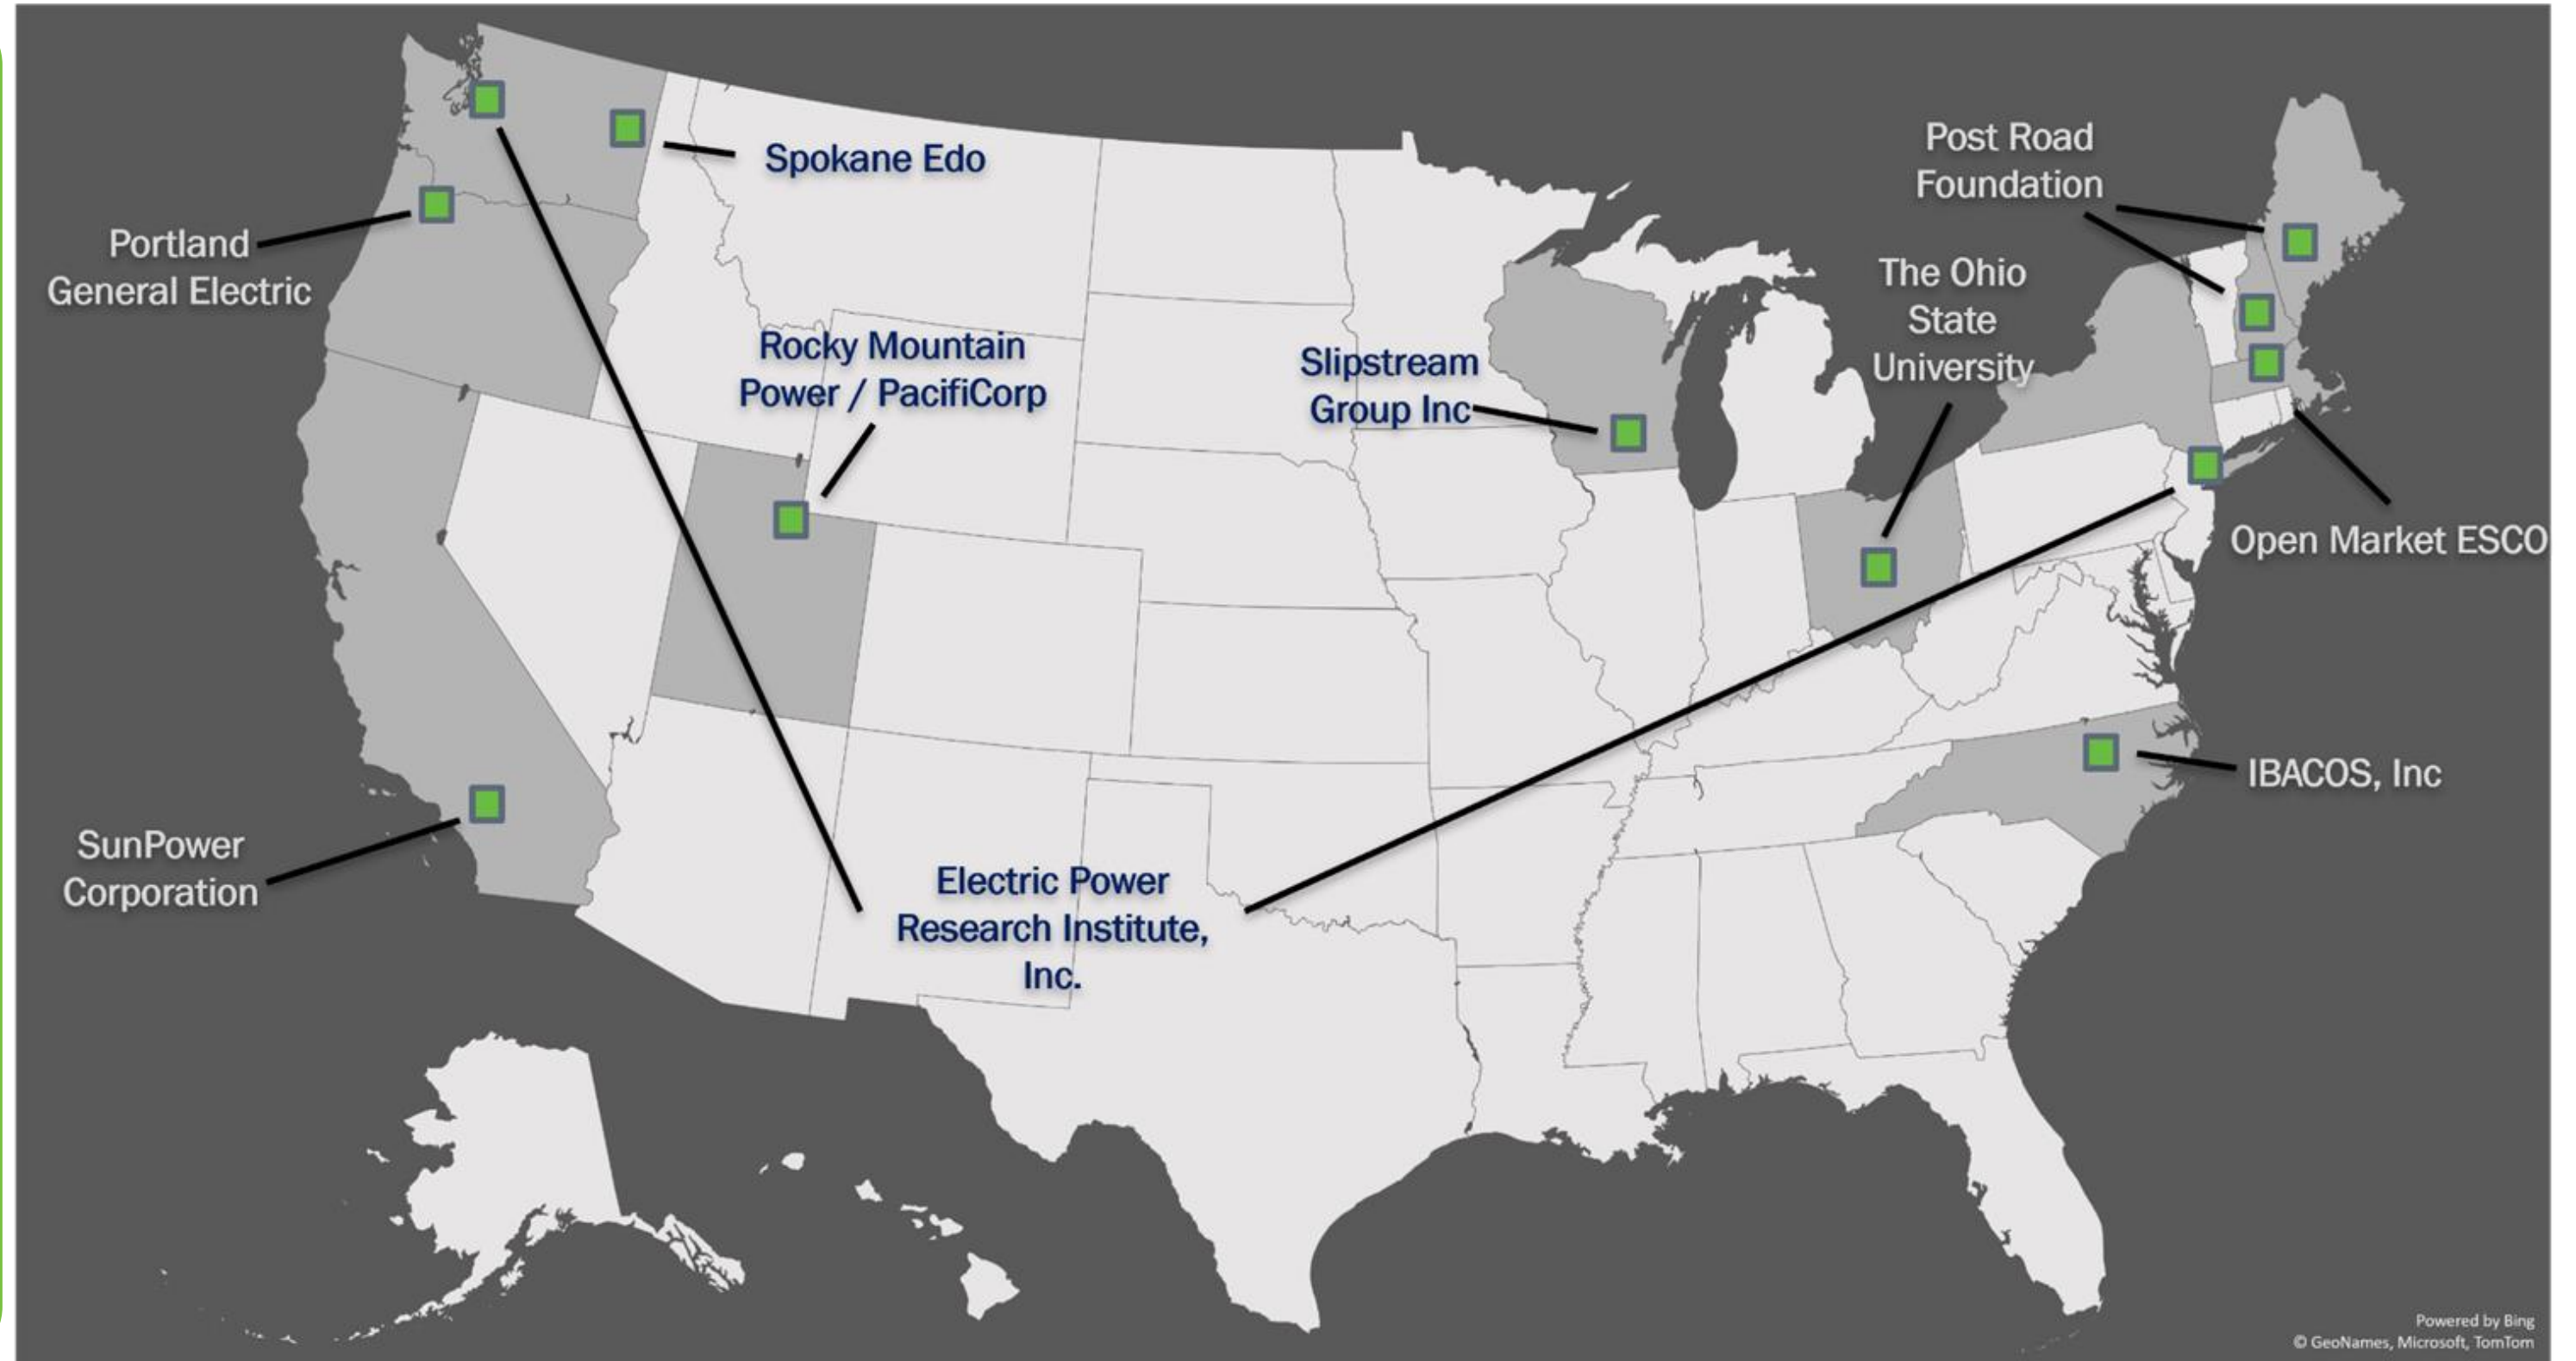 Spokane Edo
Portland
General Electric
Post Road
Foundation
The Ohio
State
University
Rocky Mountain
Power / PacifiCorp
Slipstream
Group Inc
Open Market ESCO
IBACOS, Inc
SunPower
Corporation
Electric Power
Research Institute,
Inc.
Powered by Bing
© GeoNames, Microsoft, TomTom